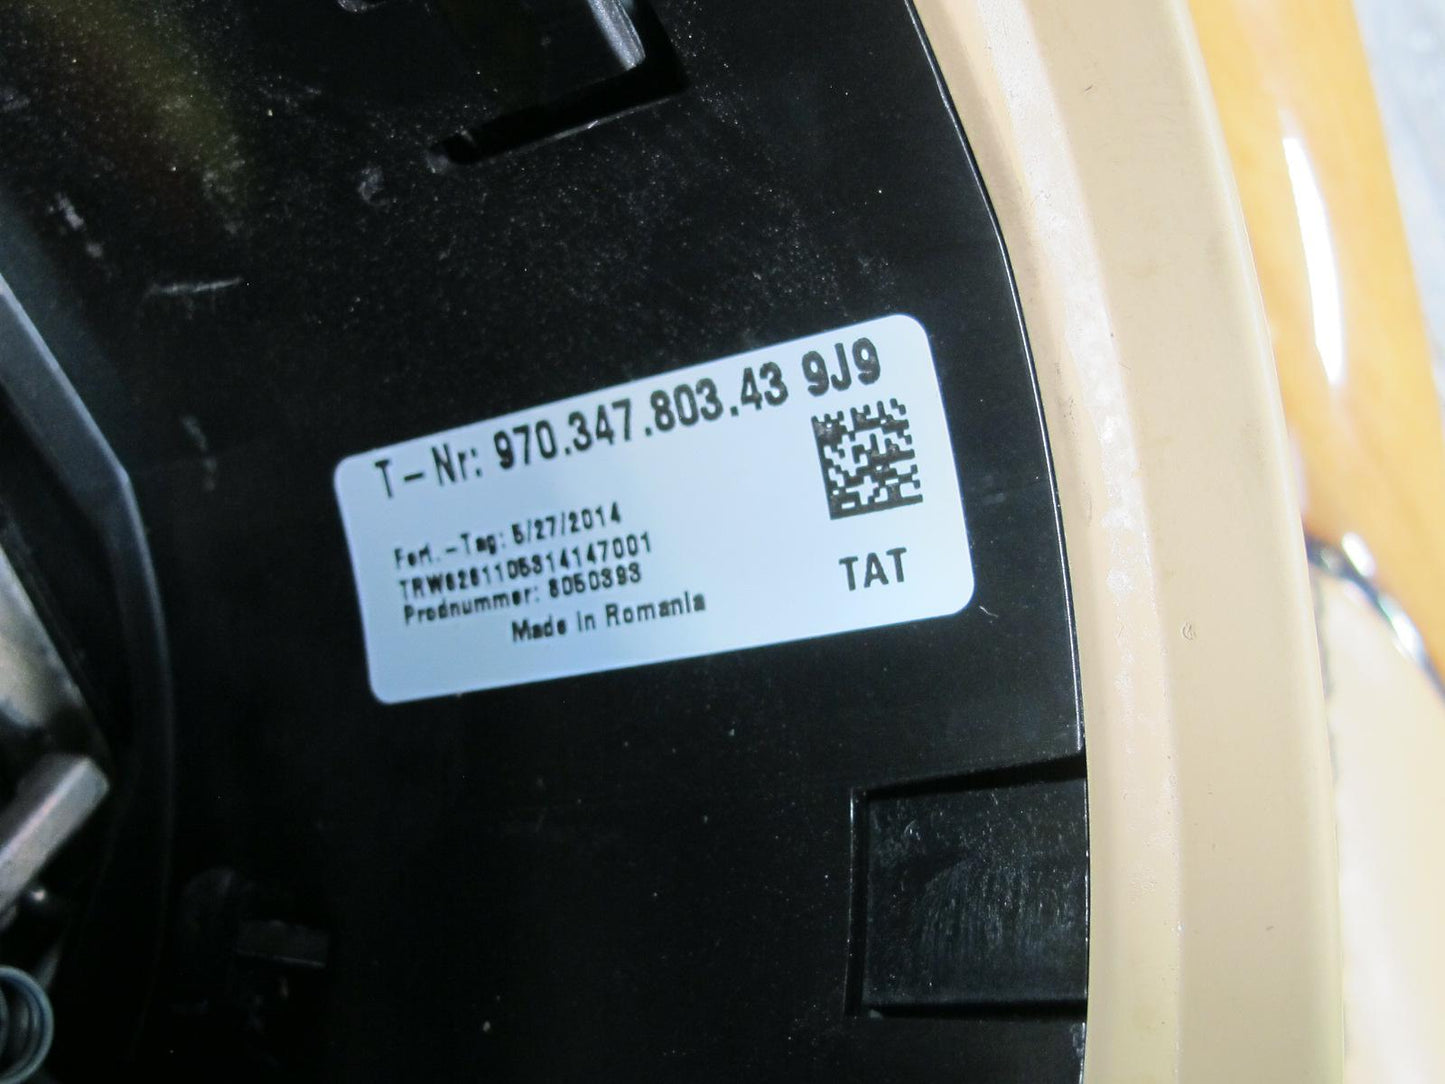 T-Nr: 970.347.803.43 9J9
Fert.-Tag: 5/27/2014
TRW6261105314147001
Prodnummer: 8050393
Made in Romania
TAT